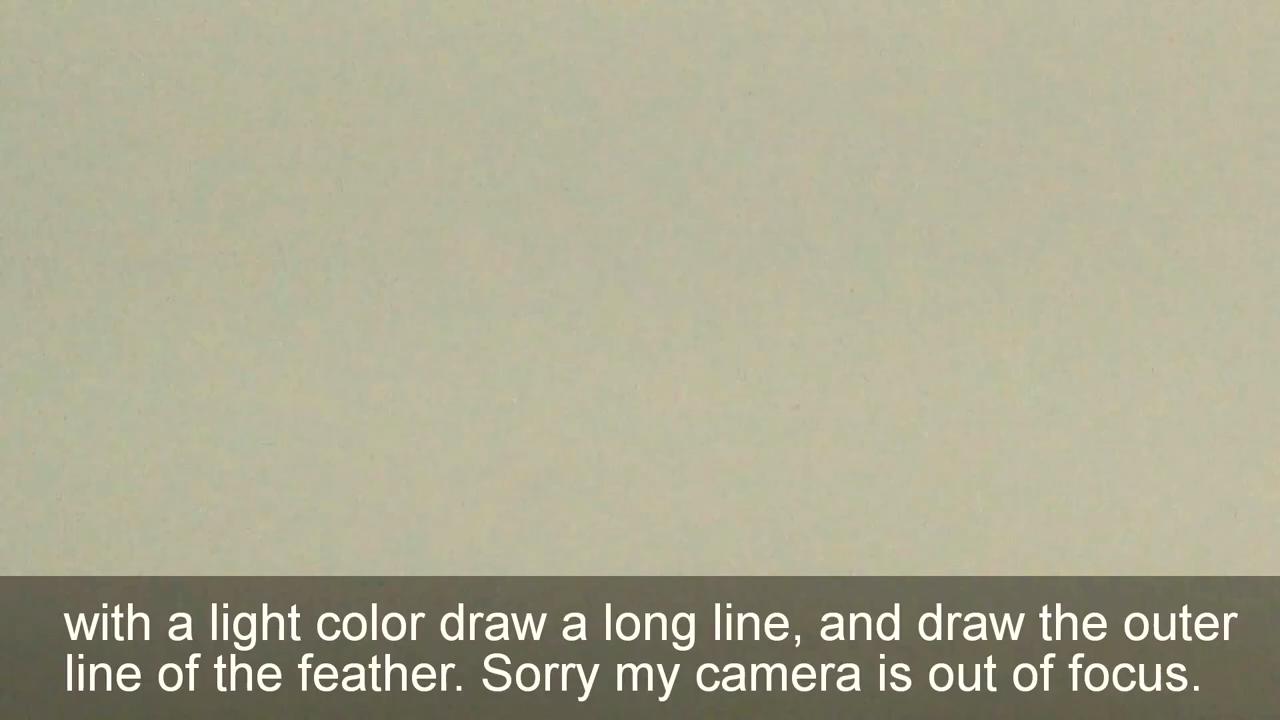 with a light color draw a long line, and draw the outer
line of the feather. Sorry my camera is out of focus.